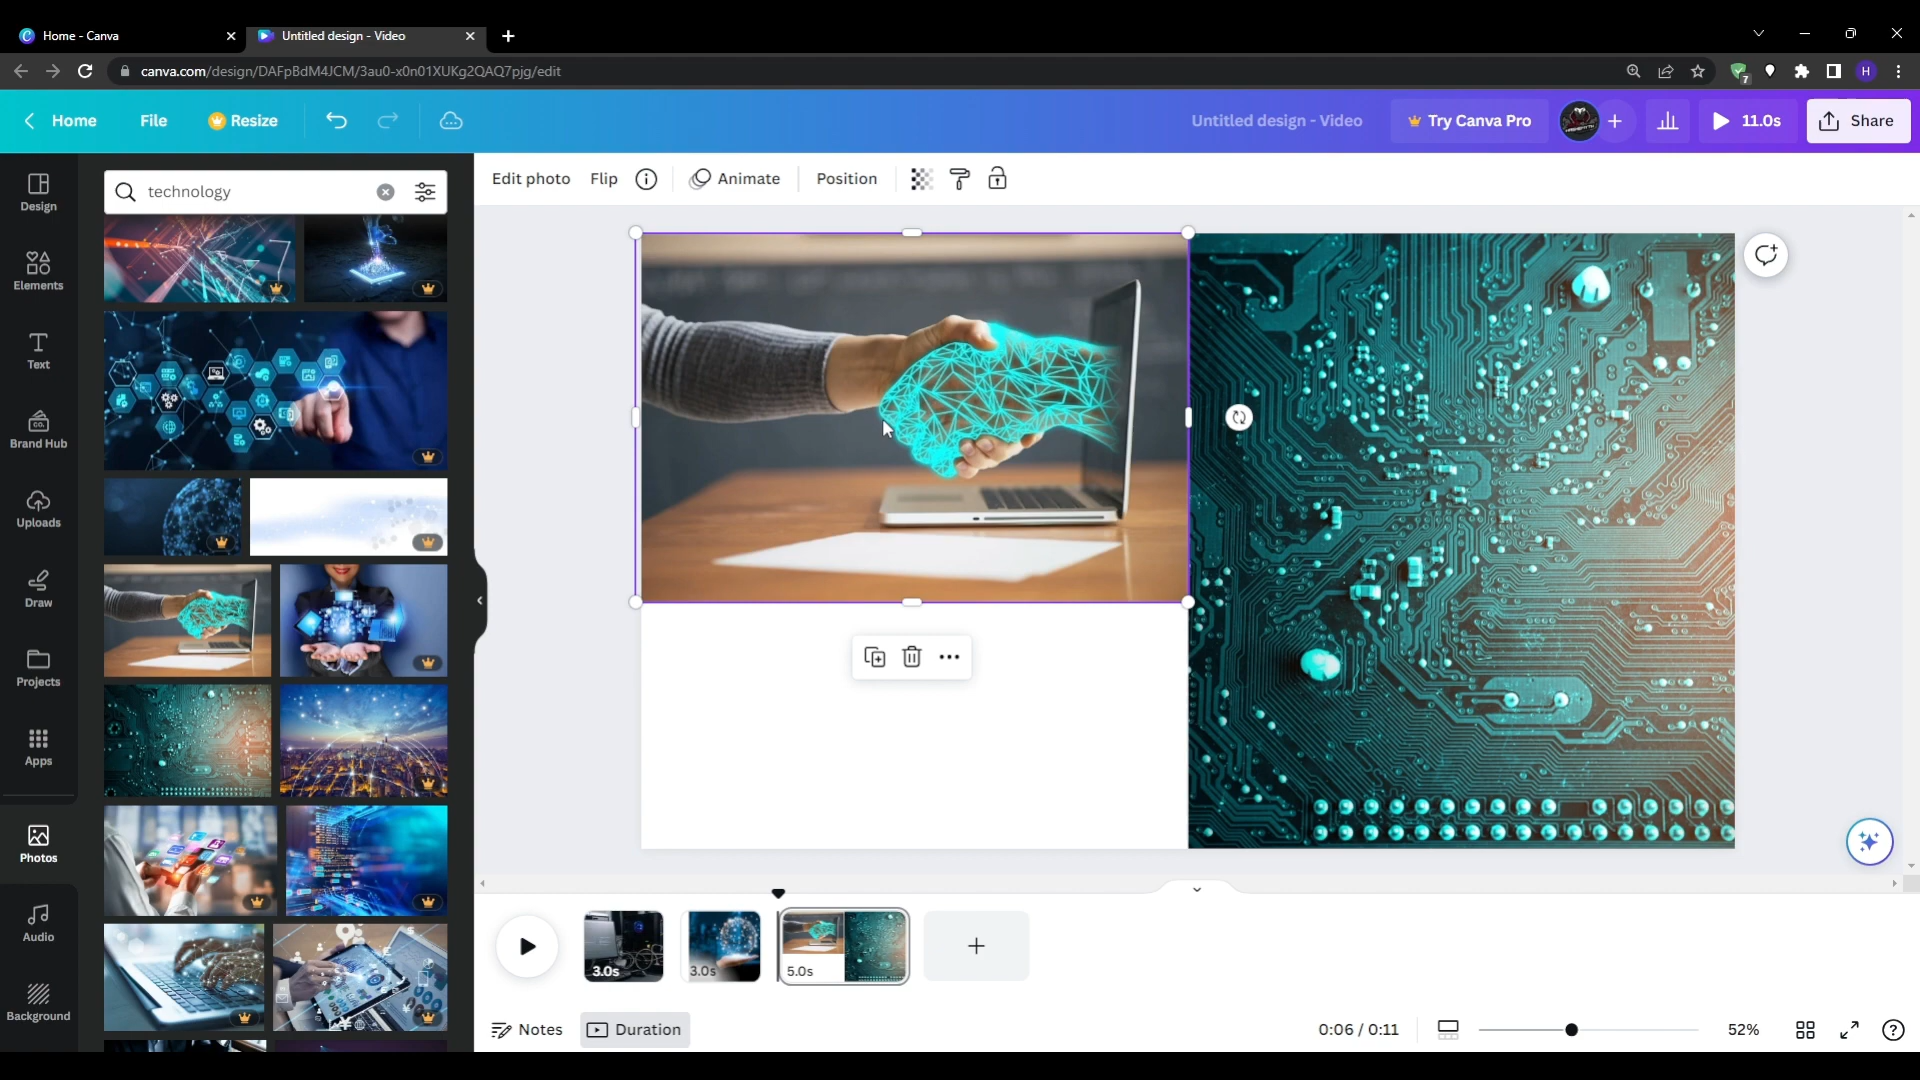 Home - Canva
Untitled design - Video
canva.com/design/DAFpBdM4JCM/3au0-x0n01XUKg2QAQ7pjg/edit
7
H
Home
File
Resize
Untitled design - Video
Try Canva Pro
11.0s
Share
Design
technology
Edit photo
Flip
Animate
Position
Elements
Text
CO.
Brand Hub
Uploads
Draw
Projects
Apps
Photos
Audio
Background
3.0s
3.0s
5.0s
Notes
Duration
0:06 / 0:11
52%